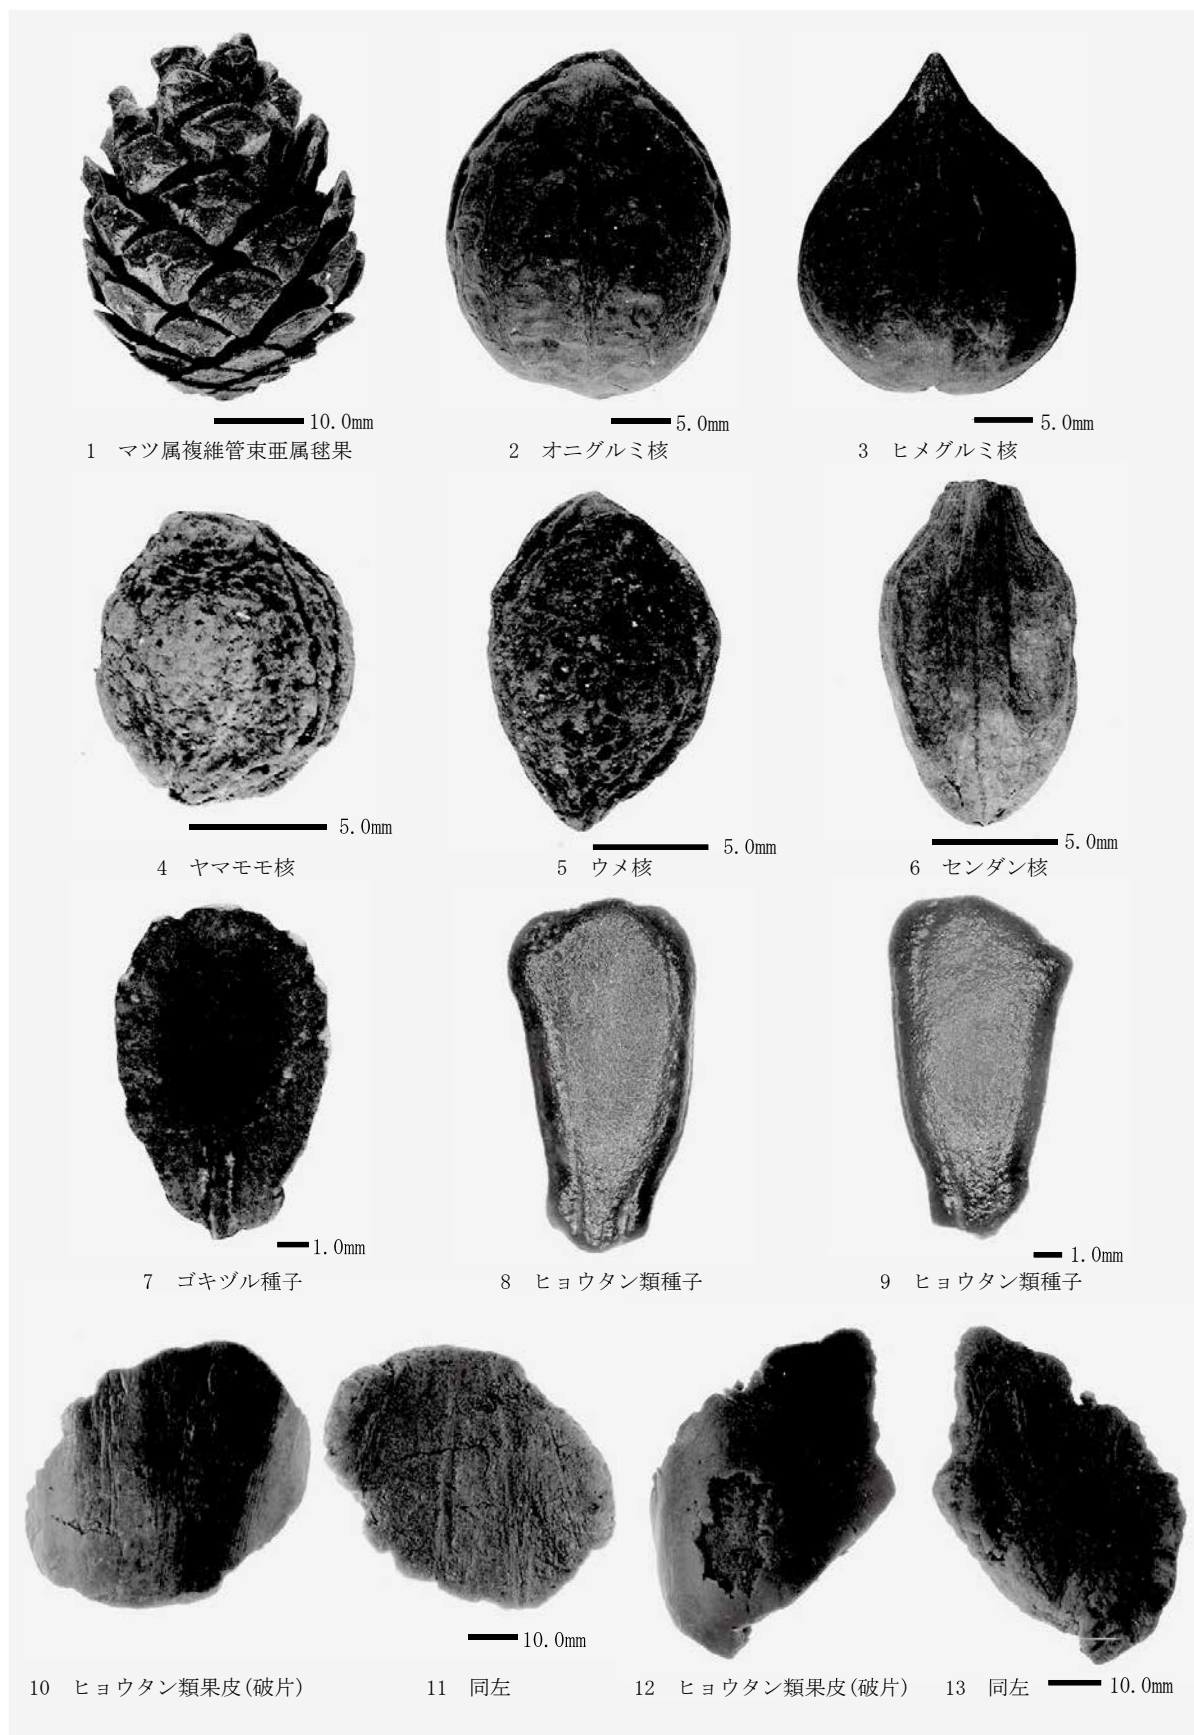 10.0mm
5.0mm
5.0mm
1 マツ属複維管束亜属毬果
2 オニグルミ核
3 ヒメグルミ核
5.0mm
5.0mm
5.0mm
4 ヤマモモ核
5 ウメ核
6 センダン核
1.0mm
1.0mm
7 ゴキヅル種子
8 ヒョウタン類種子
9 ヒョウタン類種子
10.0mm
10 ヒョウタン類果皮(破片)
11 同左
12 ヒョウタン類果皮(破片)
13 同左
10.0mm